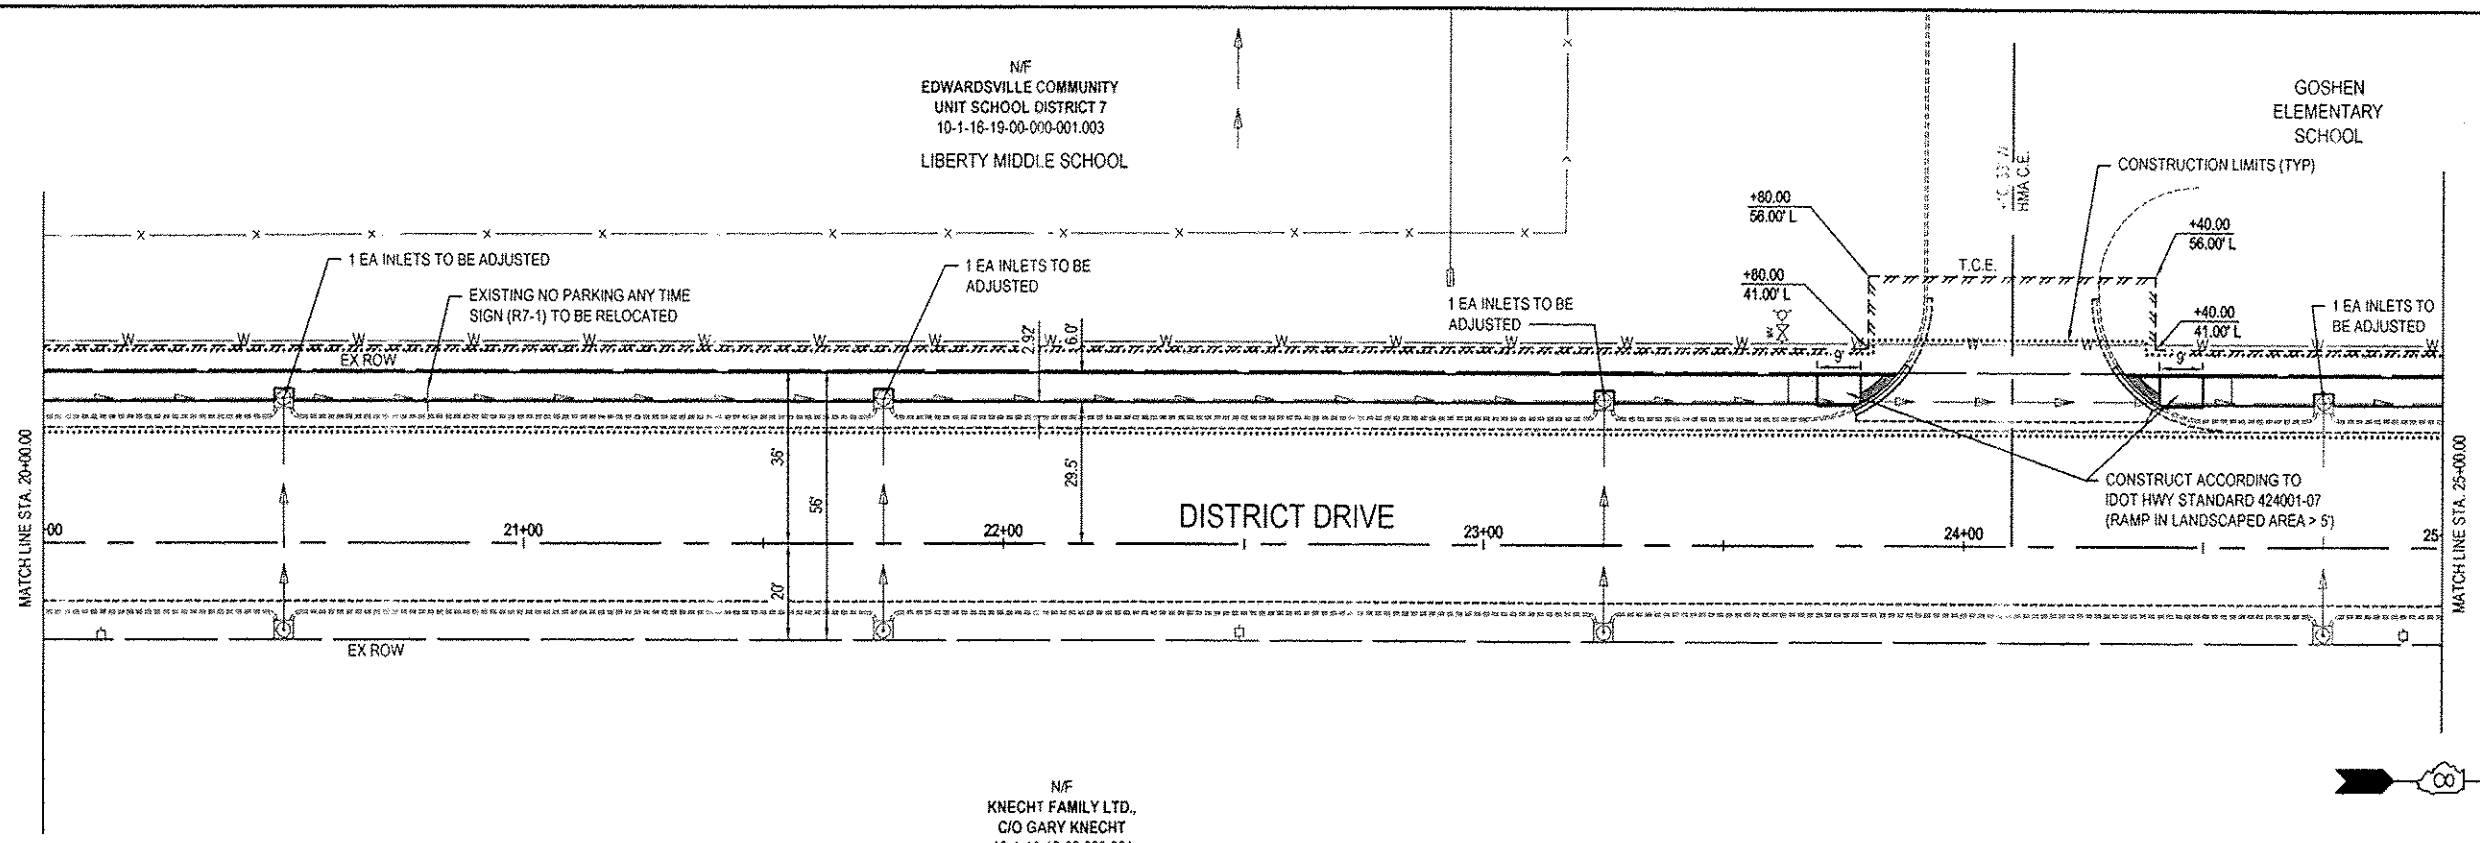 N/F
EDWARDSVILLE COMMUNITY
UNIT SCHOOL DISTRICT 7
10-1-16-19-00-000-001.003
LIBERTY MIDDLE SCHOOL
GOSHEN
ELEMENTARY
SCHOOL
HMA C.E.
CONSTRUCTION LIMITS (TYP)
+80.00
56.00' L
+40.00
56.00' L
T.C.E.
+80.00
41.00' L
+40.00
41.00' L
1 EA INLETS TO BE ADJUSTED
EXISTING NO PARKING ANY TIME
SIGN (R7-1) TO BE RELOCATED
1 EA INLETS TO BE
ADJUSTED
1 EA INLETS TO BE
ADJUSTED
1 EA INLETS TO
BE ADJUSTED
W W W W W W W W W W W W W W W W W W W
X X X X X X X X X X X X X
WV
EX ROW
2.92'
6.0'
9'
9'
36'
56'
29.5'
20'
DISTRICT DRIVE
CONSTRUCT ACCORDING TO
IDOT HWY STANDARD 424001-07
(RAMP IN LANDSCAPED AREA > 5')
MATCH LINE STA. 20+00.00
+00
21+00
22+00
23+00
24+00
25
MATCH LINE STA. 25+00.00
EX ROW
N/F
KNECHT FAMILY LTD.,
C/O GARY KNECHT